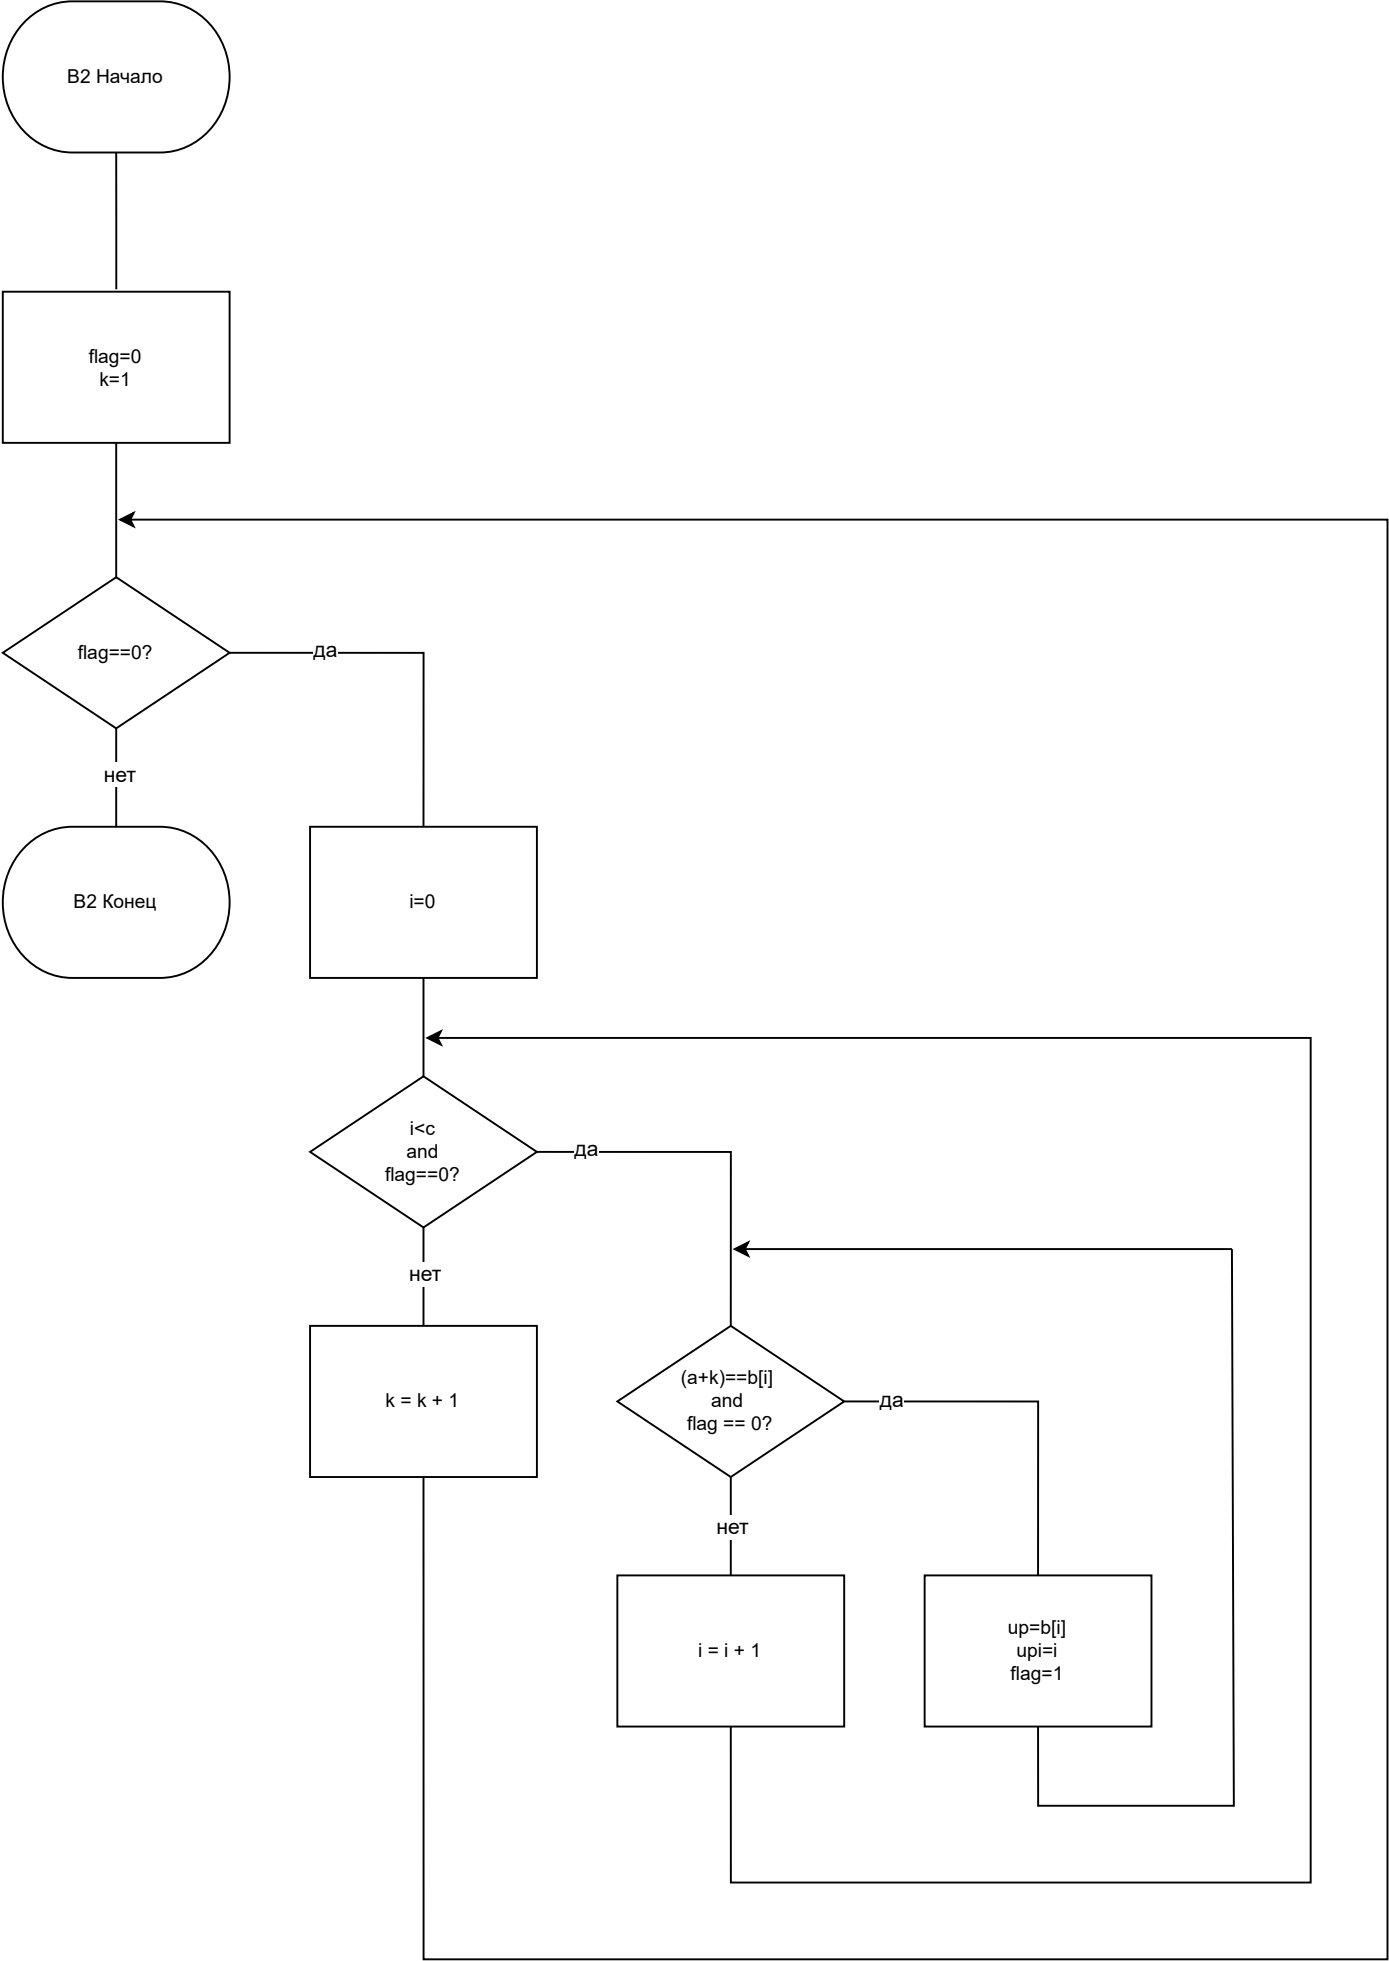 B2 Начало
flag=0
k=1
flag==0?
да
нет
B2 Конец
i=0
i<c
and
flag==0?
да
нет
k = k + 1
(a+k)==b[i]
and
flag == 0?
да
нет
i = i + 1
up=b[i]
upi=i
flag=1